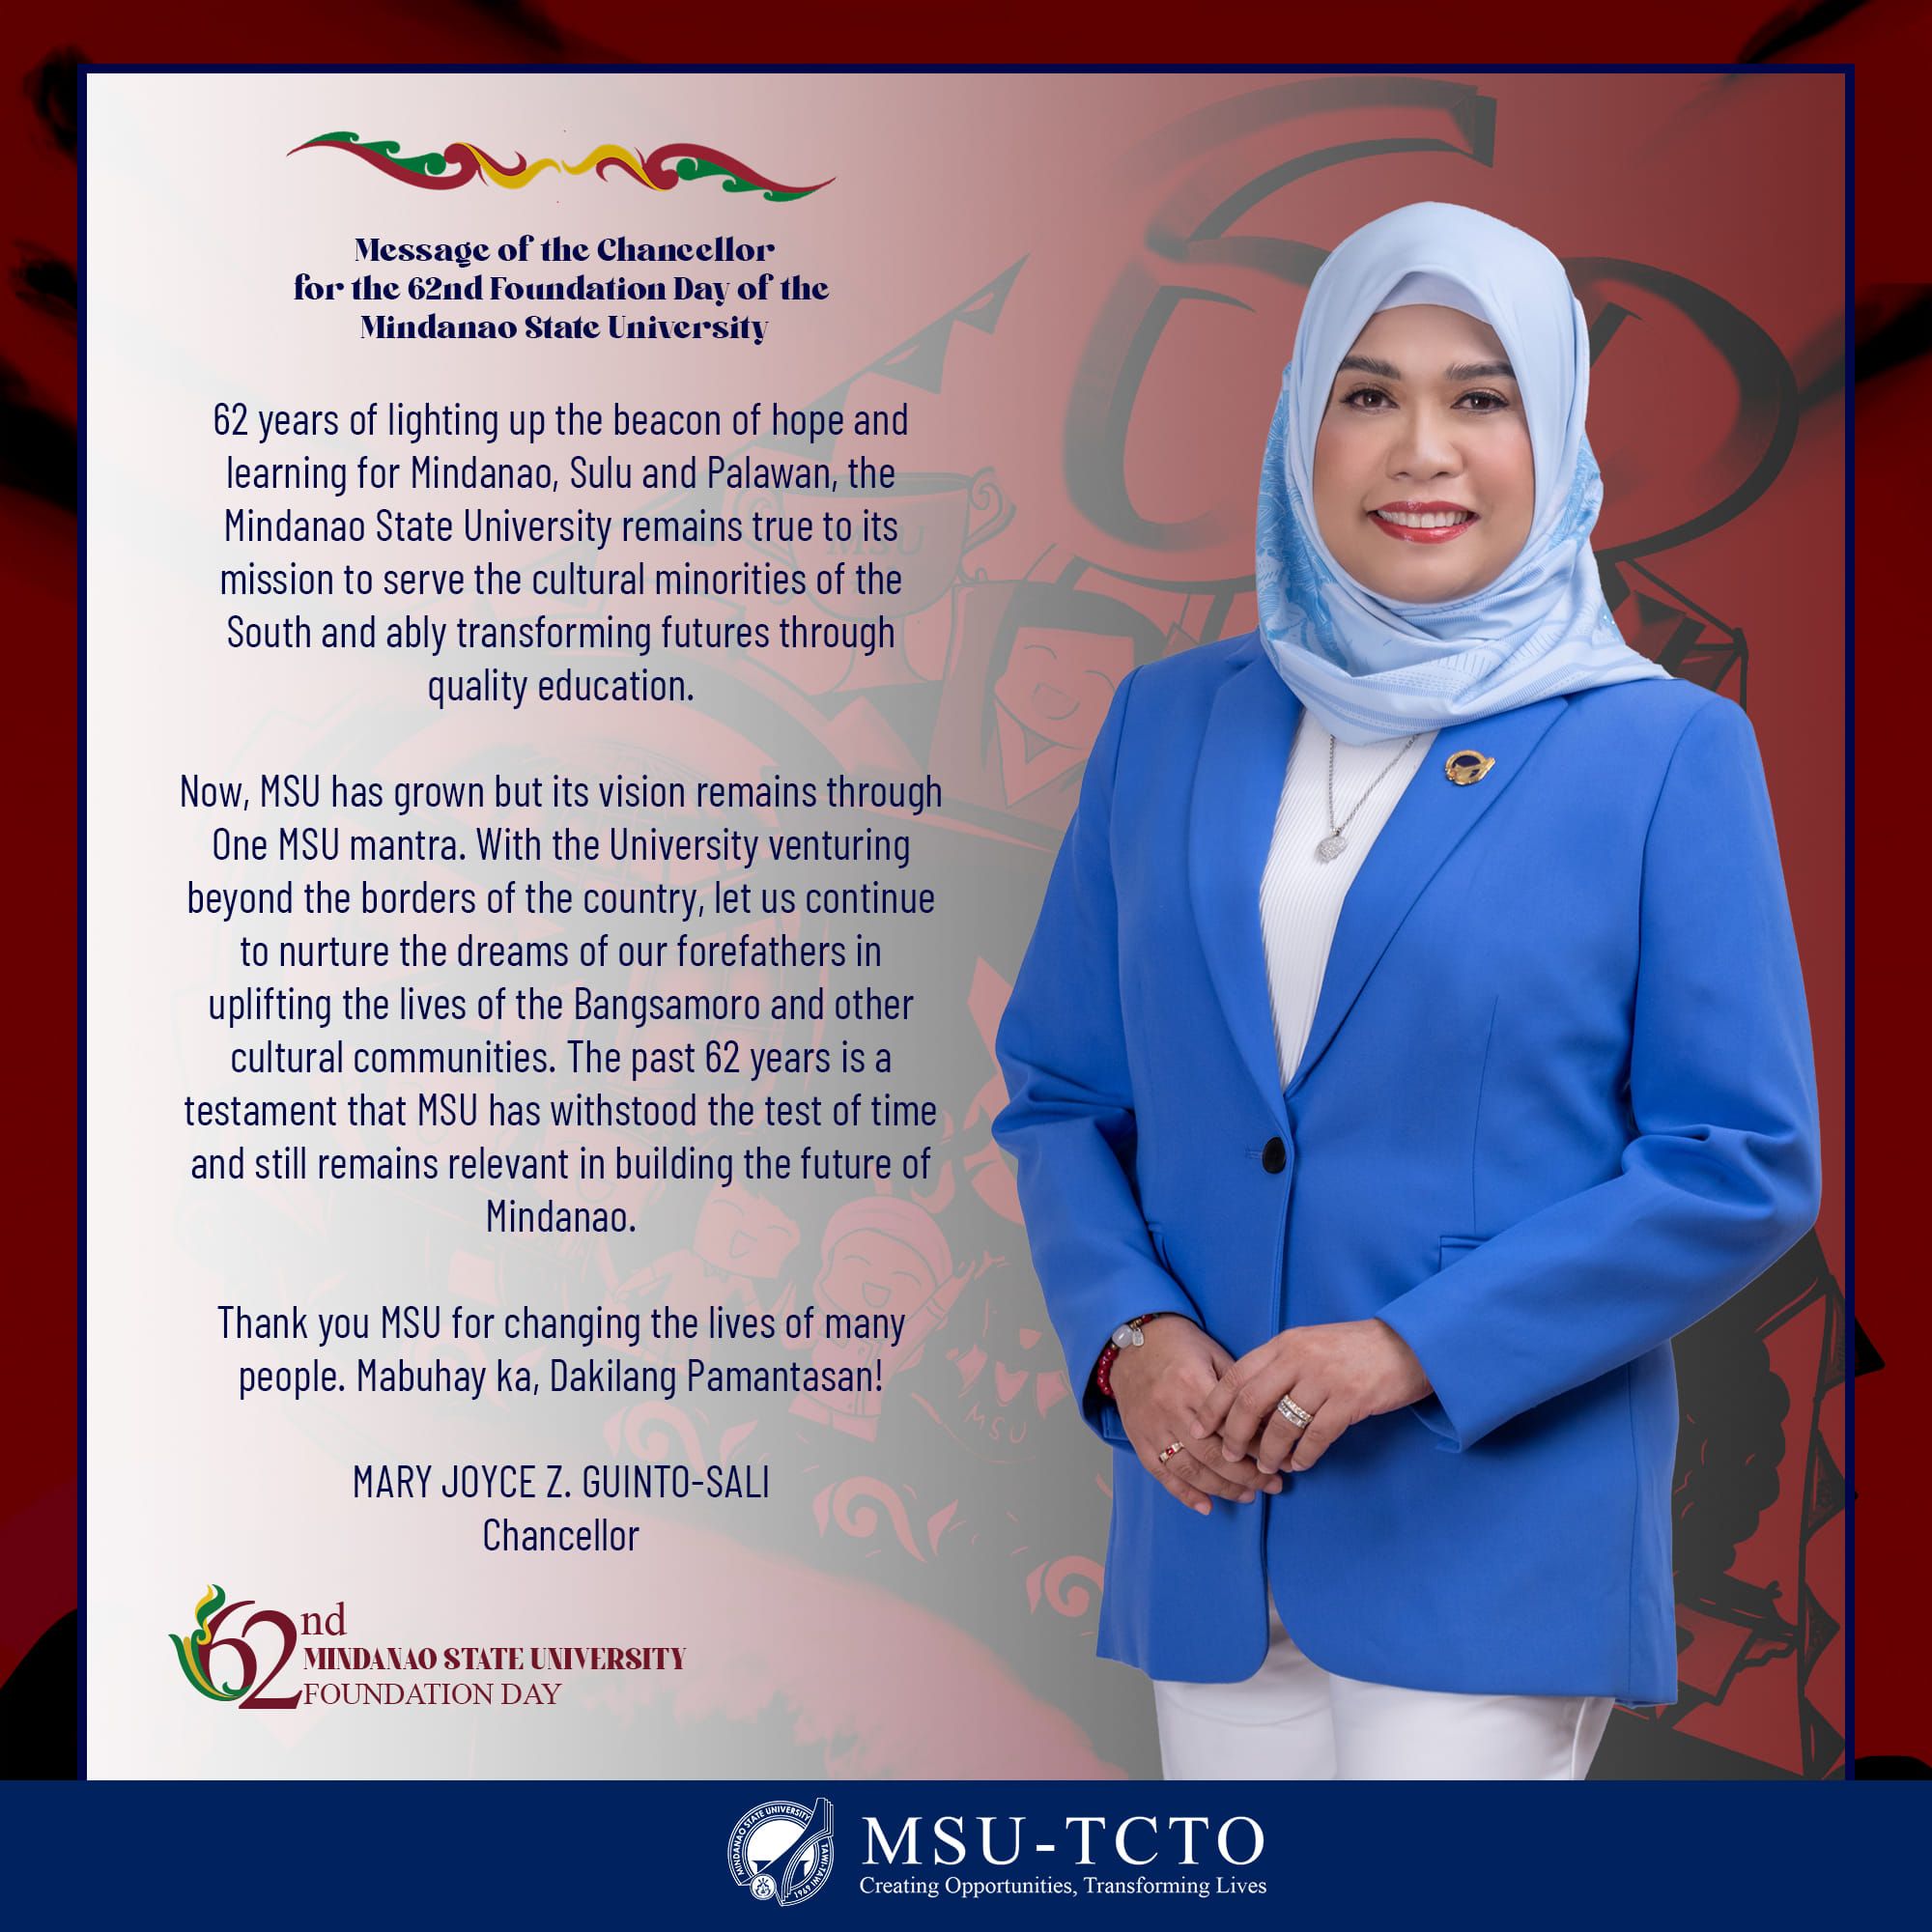 Message of the Chancellor
for the 62nd Foundation Day of the
Mindanao State University
62 years of lighting up the beacon of hope and
learning for Mindanao, Sulu and Palawan, the
Mindanao State University remains true to its
mission to serve the cultural minorities of the
South and ably transforming futures through
quality education.
Now, MSU has grown but its vision remains through
One MSU mantra. With the University venturing
beyond the borders of the country, let us continue
to nurture the dreams of our forefathers in
uplifting the lives of the Bangsamoro and other
cultural communities. The past 62 years is a
testament that MSU has withstood the test of time
and still remains relevant in building the future of
Mindanao.
Thank you MSU for changing the lives of many
people. Mabuhay ka, Dakilang Pamantasan!
MARY JOYCE Z. GUINTO-SALI
Chancellor
62nd
MINDANAO STATE UNIVERSITY
FOUNDATION DAY
MSU
MSU
MINDANAO STATE UNIVERSITY
TAWI-TAWI 1969
MSU-TCTO
Creating Opportunities, Transforming Lives